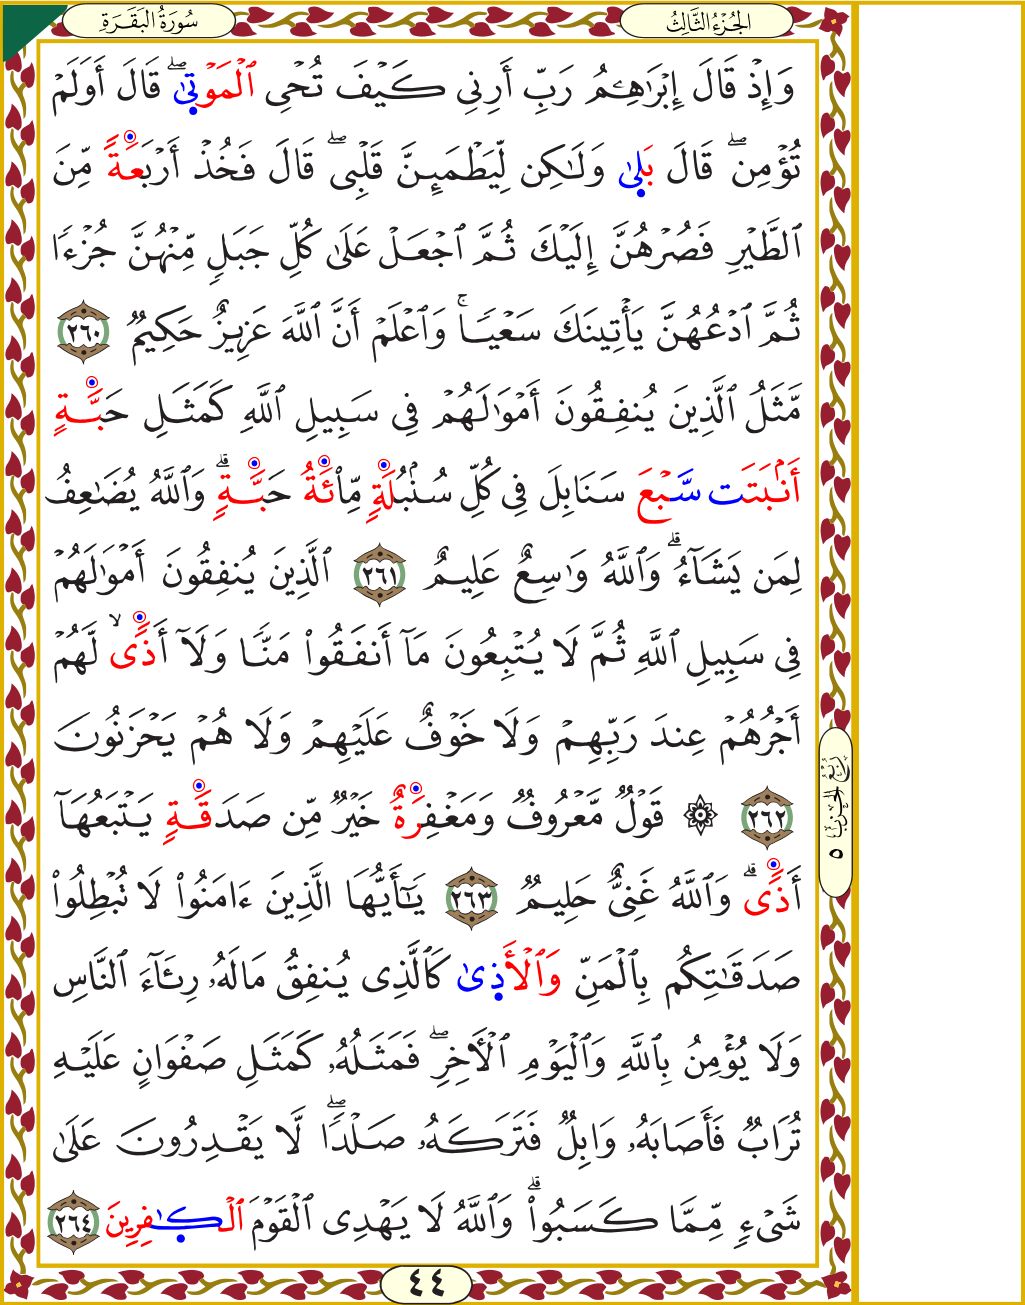 الجُزْءُ الثَّالِثُ
سُورَةُ البَقَرَةِ
وَإِذْ قَالَ إِبْرَٰهِـۧمُ رَبِّ أَرِنِى كَيْفَ تُحْىِ ٱلْمَوْتٜىٰۖ قَالَ أَوَلَمْ
تُؤْمِنۖ قَالَ بَلٜىٰ وَلَٰكِن لِّيَطْمَئِنَّ قَلْبِىۖ قَالَ فَخُذْ أَرْبَعَةً مِّنَ
ٱلطَّيْرِ فَصُرْهُنَّ إِلَيْكَ ثُمَّ ٱجْعَلْ عَلَىٰ كُلِّ جَبَلٍ مِّنْهُنَّ جُزْءًا
ثُمَّ ٱدْعُهُنَّ يَأْتِينَكَ سَعْيًاۚ وَٱعْلَمْ أَنَّ ٱللَّهَ عَزِيزٌ حَكِيمٌ ٢٦٠
مَّثَلُ ٱلَّذِينَ يُنفِقُونَ أَمْوَٰلَهُمْ فِى سَبِيلِ ٱللَّهِ كَمَثَلِ حَبَّةٍ
أَنۢبَتَت سَّبْعَ سَنَابِلَ فِى كُلِّ سُنۢبُلَةٍ مِّا۟ئَةُ حَبَّةٍۗ وَٱللَّهُ يُضَٰعِفُ
لِمَن يَشَآءُۗ وَٱللَّهُ وَٰسِعٌ عَلِيمٌ ٢٦١ ٱلَّذِينَ يُنفِقُونَ أَمْوَٰلَهُمْ
فِى سَبِيلِ ٱللَّهِ ثُمَّ لَا يُتْبِعُونَ مَآ أَنفَقُوا۟ مَنًّا وَلَآ أَذًىۙ لَّهُمْ
أَجْرُهُمْ عِندَ رَبِّهِمْ وَلَا خَوْفٌ عَلَيْهِمْ وَلَا هُمْ يَحْزَنُونَ
٢٦٢ ۞ قَوْلٌ مَّعْرُوفٌ وَمَغْفِرَةٌ خَيْرٌ مِّن صَدَقَةٍ يَتْبَعُهَآ
أَذًىۗ وَٱللَّهُ غَنِىٌّ حَلِيمٌ ٢٦٣ يَٰٓأَيُّهَا ٱلَّذِينَ ءَامَنُوا۟ لَا تُبْطِلُوا۟
صَدَقَٰتِكُم بِٱلْمَنِّ وَٱلْأَذٜىٰ كَٱلَّذِى يُنفِقُ مَالَهُۥ رِئَآءَ ٱلنَّاسِ
وَلَا يُؤْمِنُ بِٱللَّهِ وَٱلْيَوْمِ ٱلْـَٔاخِرِۖ فَمَثَلُهُۥ كَمَثَلِ صَفْوَانٍ عَلَيْهِ
تُرَابٌ فَأَصَابَهُۥ وَابِلٌ فَتَرَكَهُۥ صَلْدًاۖ لَّا يَقْدِرُونَ عَلَىٰ
شَىْءٍ مِّمَّا كَسَبُوا۟ۗ وَٱللَّهُ لَا يَهْدِى ٱلْقَوْمَ ٱلْكٰٜفِرِينَ ٢٦٤
رُبْعُ الحِزْب ٥
٤٤